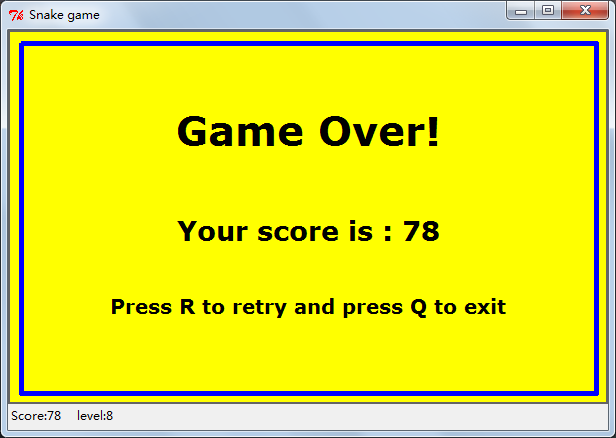 Snake game
Game Over!
Your score is : 78
Press R to retry and press Q to exit
Score:78 level:8